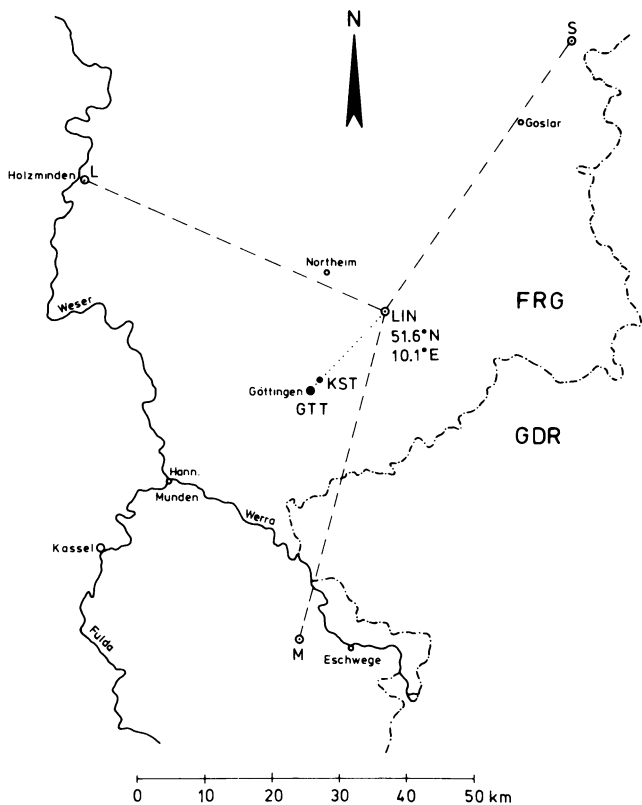 N
S
Goslar
Holzminden
L
Northeim
Weser
LIN
51.6°N
10.1°E
FRG
KST
Göttingen
GTT
GDR
Hann.
Munden
Werra
Kassel
Fulda
M
Eschwege
0 10 20 30 40 50 km